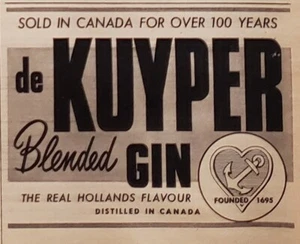 SOLD IN CANADA FOR OVER 100 YEARS
de KUYPER
Blended GIN
THE REAL HOLLANDS FLAVOUR
DISTILLED IN CANADA
FOUNDED 1695